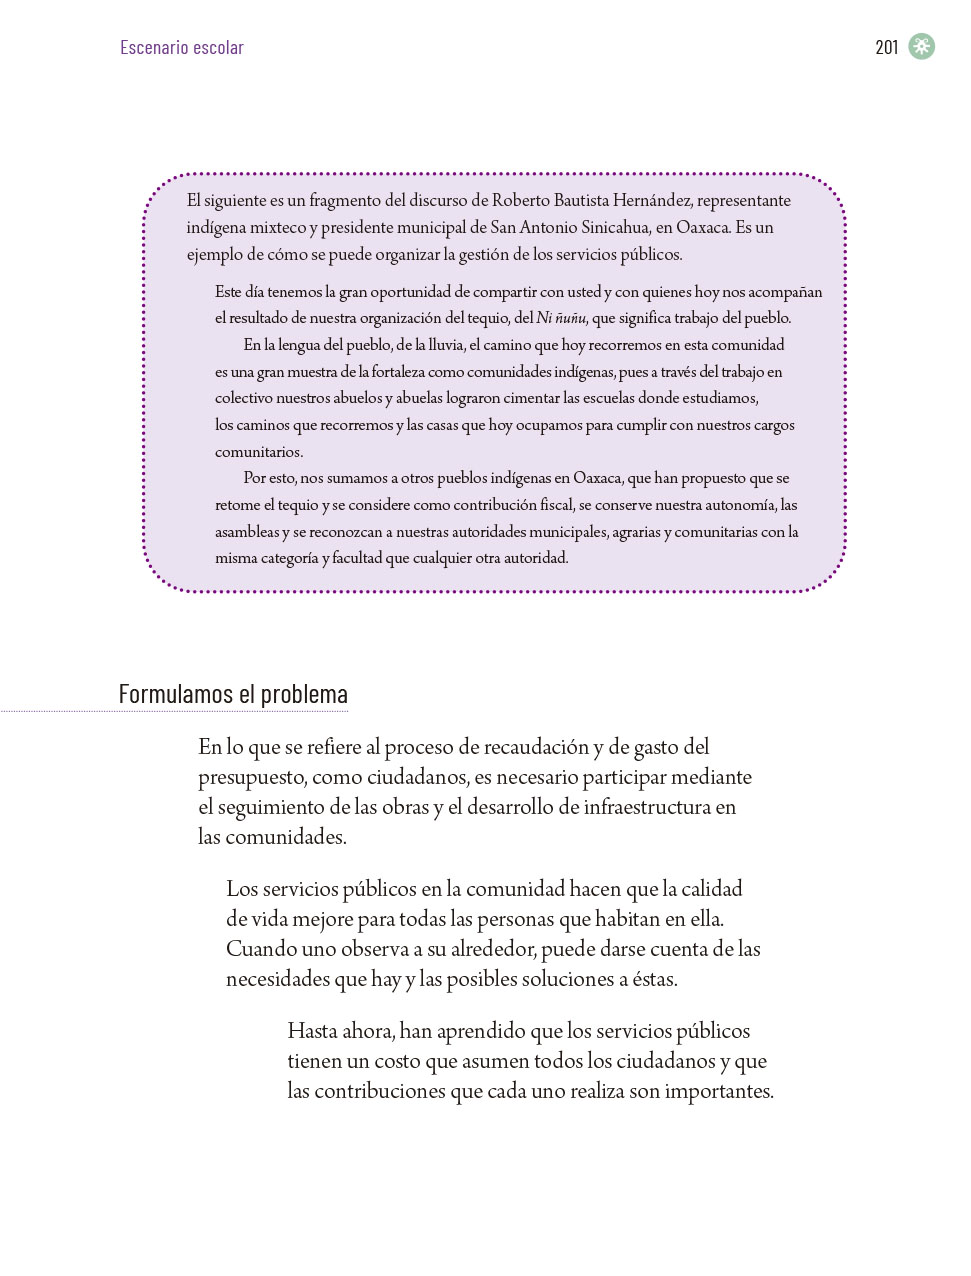 Escenario escolar
201
El siguiente es un fragmento del discurso de Roberto Bautista Hernández, representante
indígena mixteco y presidente municipal de San Antonio Sinicahua, en Oaxaca. Es un
ejemplo de cómo se puede organizar la gestión de los servicios públicos.
Este día tenemos la gran oportunidad de compartir con usted y con quienes hoy nos acompañan
el resultado de nuestra organización del tequio, del Ni ñuñu, que significa trabajo del pueblo.
En la lengua del pueblo, de la lluvia, el camino que hoy recorremos en esta comunidad
es una gran muestra de la fortaleza como comunidades indígenas, pues a través del trabajo en
colectivo nuestros abuelos y abuelas lograron cimentar las escuelas donde estudiamos,
los caminos que recorremos y las casas que hoy ocupamos para cumplir con nuestros cargos
comunitarios.
Por esto, nos sumamos a otros pueblos indígenas en Oaxaca, que han propuesto que se
retome el tequio y se considere como contribución fiscal, se conserve nuestra autonomía, las
asambleas y se reconozcan a nuestras autoridades municipales, agrarias y comunitarias con la
misma categoría y facultad que cualquier otra autoridad.
Formulamos el problema
En lo que se refiere al proceso de recaudación y de gasto del
presupuesto, como ciudadanos, es necesario participar mediante
el seguimiento de las obras y el desarrollo de infraestructura en
las comunidades.
Los servicios públicos en la comunidad hacen que la calidad
de vida mejore para todas las personas que habitan en ella.
Cuando uno observa a su alrededor, puede darse cuenta de las
necesidades que hay y las posibles soluciones a éstas.
Hasta ahora, han aprendido que los servicios públicos
tienen un costo que asumen todos los ciudadanos y que
las contribuciones que cada uno realiza son importantes.